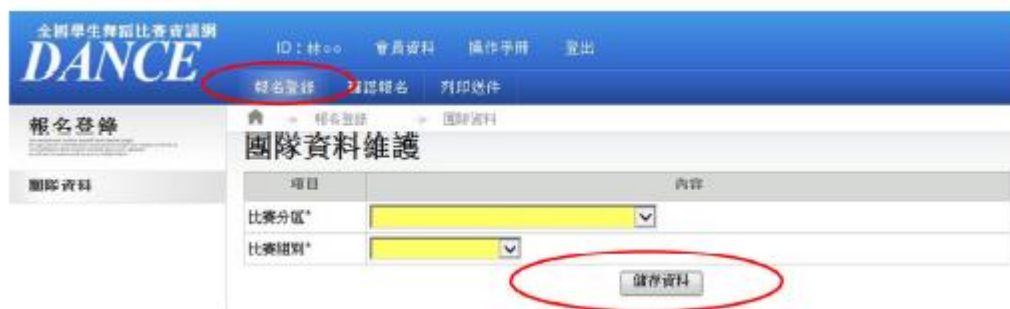 全國學生舞蹈比賽資訊網
DANCE
ID：林○○ 會員資料 操作手冊 登出
報名登錄 確認報名 列印送件
報名登錄
» 報名登錄 » 團隊資料
團隊資料維護
團隊資料
項目 內容
比賽分區*
比賽組別*
儲存資料